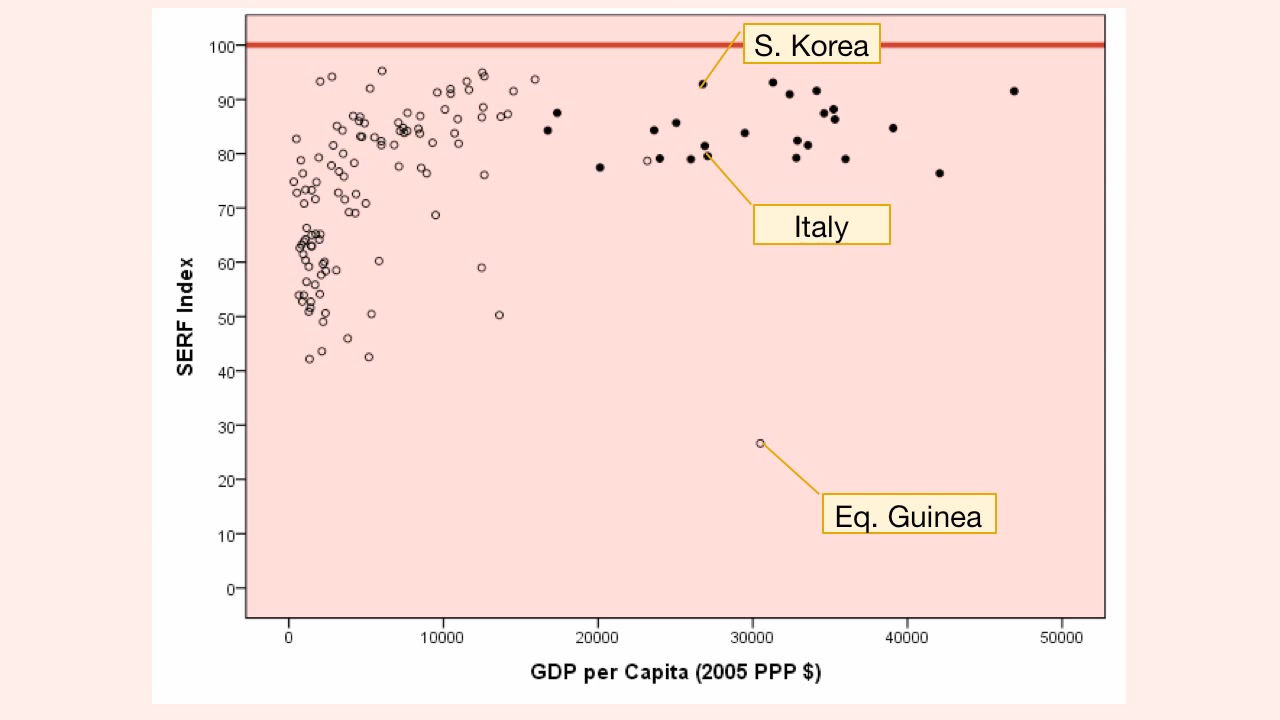 S. Korea
100
90
80
70
60
50
40
30
20
10
0
SERF Index
Italy
Eq. Guinea
0 10000 20000 30000 40000 50000
GDP per Capita (2005 PPP $)